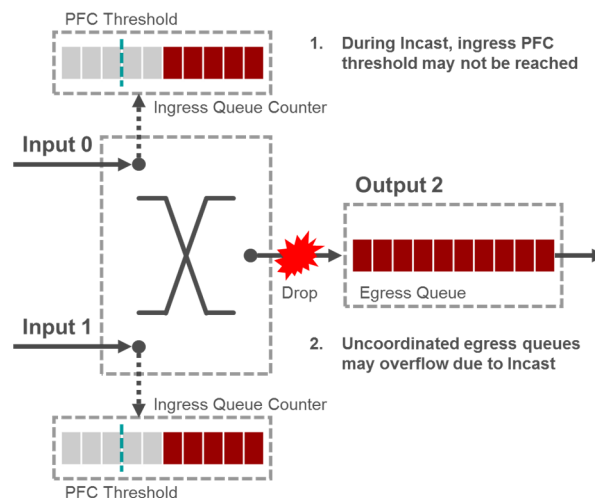 PFC Threshold
1. During Incast, ingress PFC
threshold may not be reached
Ingress Queue Counter
Input 0
Output 2
Drop
Egress Queue
Input 1
2. Uncoordinated egress queues
may overflow due to Incast
Ingress Queue Counter
PFC Threshold